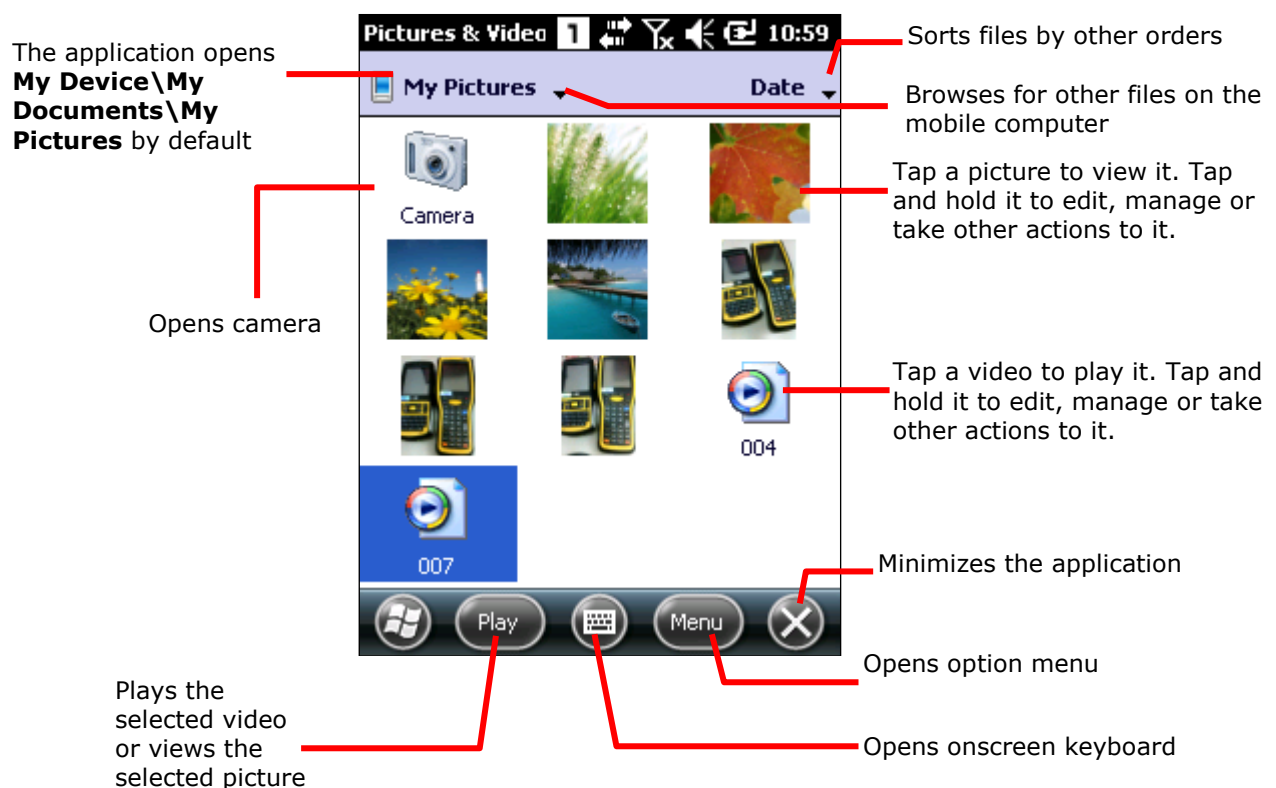 Pictures & Video 1 10:59
My Pictures Date
Camera
004
007
Play Menu
The application opens
My Device\My
Documents\My
Pictures by default
Opens camera
Plays the
selected video
or views the
selected picture
Sorts files by other orders
Browses for other files on the
mobile computer
Tap a picture to view it. Tap
and hold it to edit, manage or
take other actions to it.
Tap a video to play it. Tap and
hold it to edit, manage or take
other actions to it.
Minimizes the application
Opens option menu
Opens onscreen keyboard